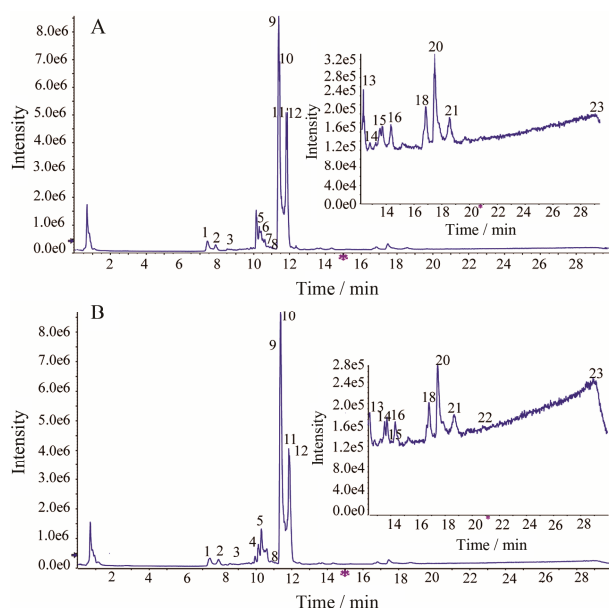 A
Intensity
8.0e6
7.0e6
6.0e6
5.0e6
4.0e6
3.0e6
2.0e6
1.0e6
0.0e0
9
10
11
12
1
2
3
5
6
7
8
2 4 6 8 10 12 14 16 18 20 22 24 26 28
Time / min
Intensity
3.2e5
2.8e5
2.4e5
2.0e5
1.6e5
1.2e5
8.0e4
4.0e4
0.0e0
13
14
15
16
18
20
21
23
14 16 18 20 22 24 26 28
Time / min
B
Intensity
8.0e6
7.0e6
6.0e6
5.0e6
4.0e6
3.0e6
2.0e6
1.0e6
0.0e0
9
10
11
12
1
2
3
4
5
8
2 4 6 8 10 12 14 16 18 20 22 24 26 28
Time / min
Intensity
2.8e5
2.4e5
2.0e5
1.6e5
1.2e5
8.0e4
4.0e4
0.0e0
13
14
15
16
18
20
21
22
23
14 16 18 20 22 24 26 28
Time / min